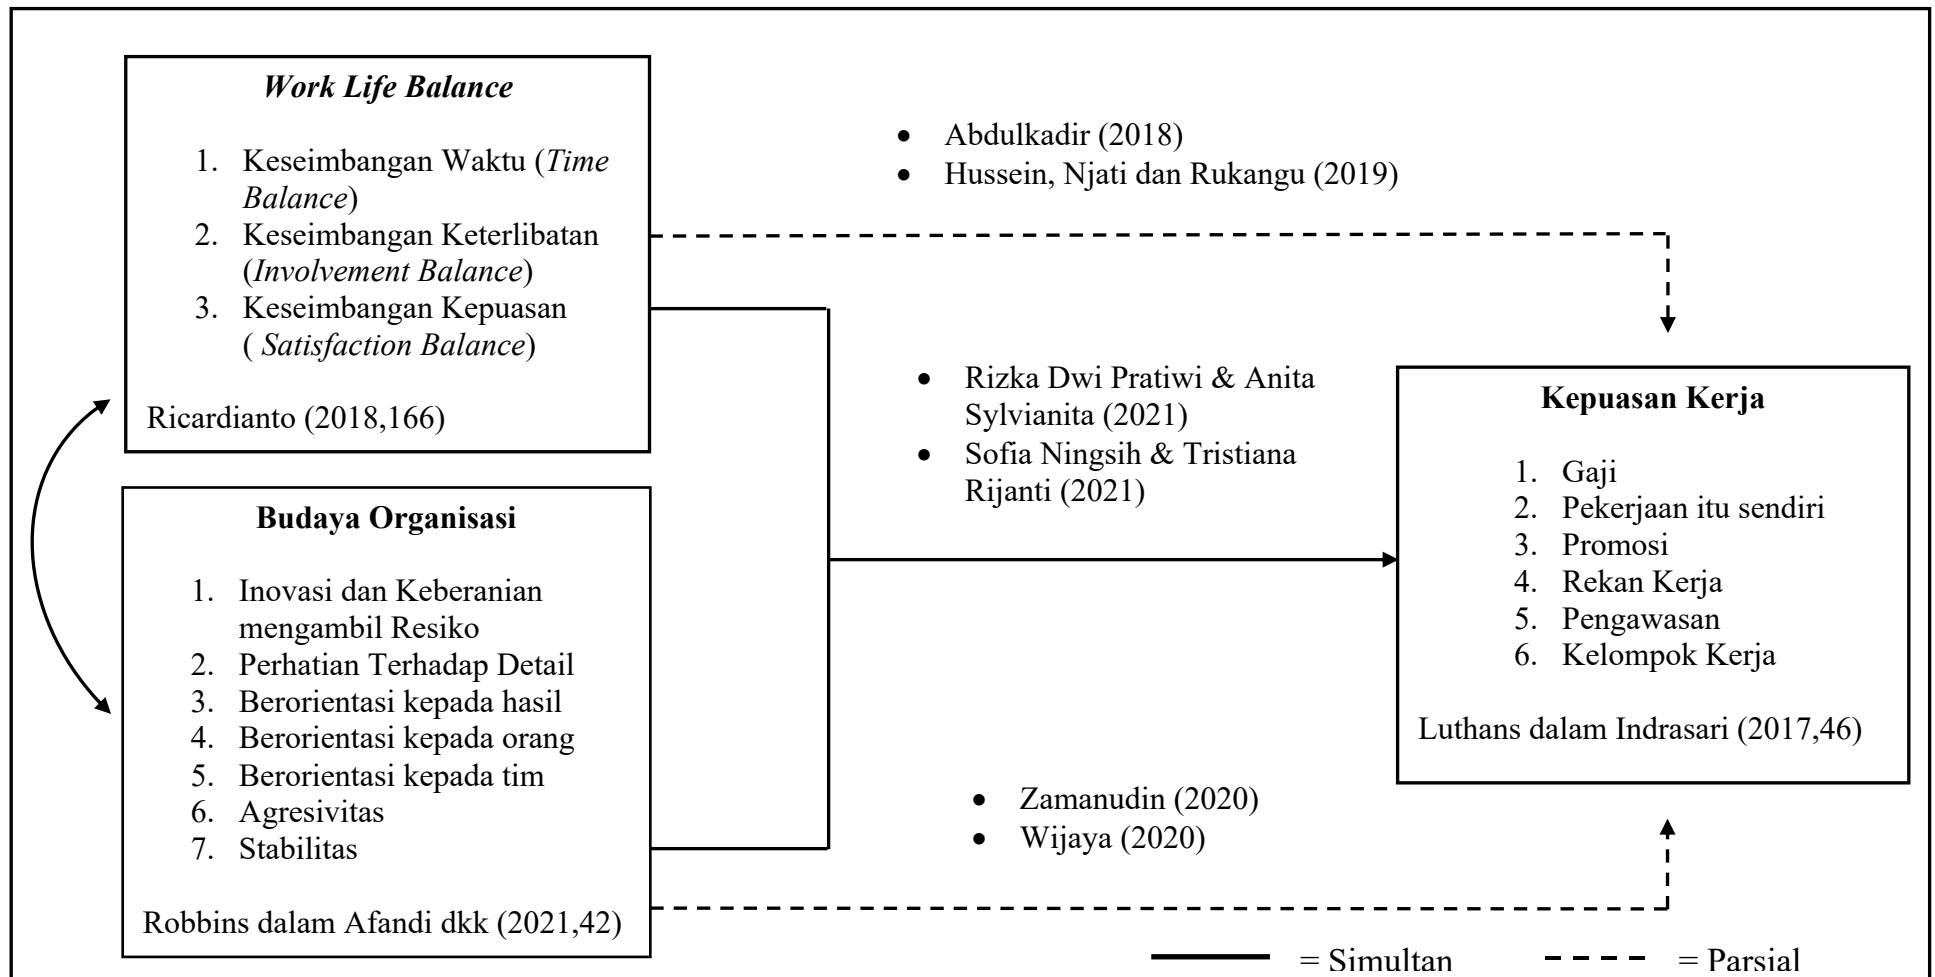 Work Life Balance
1. Keseimbangan Waktu (Time
Balance)
2. Keseimbangan Keterlibatan
(Involvement Balance)
3. Keseimbangan Kepuasan
( Satisfaction Balance)
Ricardianto (2018,166)
• Abdulkadir (2018)
• Hussein, Njati dan Rukangu (2019)
• Rizka Dwi Pratiwi & Anita
Sylvianita (2021)
• Sofia Ningsih & Tristiana
Rijanti (2021)
Budaya Organisasi
1. Inovasi dan Keberanian
mengambil Resiko
2. Perhatian Terhadap Detail
3. Berorientasi kepada hasil
4. Berorientasi kepada orang
5. Berorientasi kepada tim
6. Agresivitas
7. Stabilitas
Robbins dalam Afandi dkk (2021,42)
• Zamanudin (2020)
• Wijaya (2020)
Kepuasan Kerja
1. Gaji
2. Pekerjaan itu sendiri
3. Promosi
4. Rekan Kerja
5. Pengawasan
6. Kelompok Kerja
Luthans dalam Indrasari (2017,46)
= Simultan
= Parsial